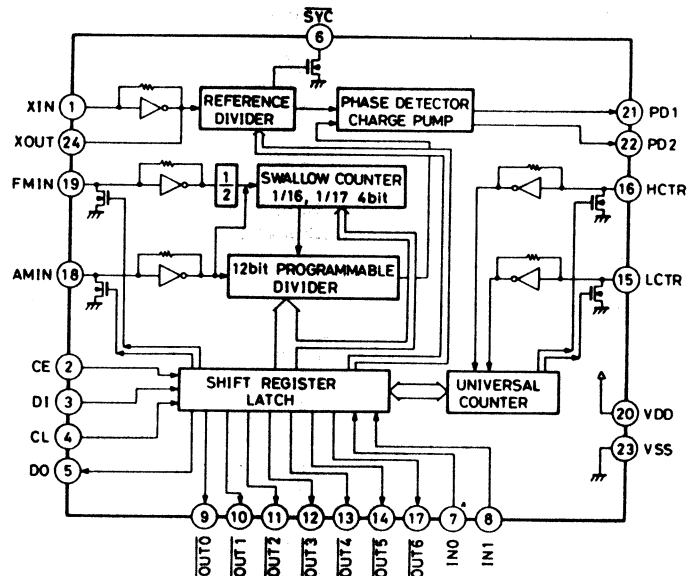 SYC
6
XIN 1
XOUT 24
FMIN 19
AMIN 18
CE 2
DI 3
CL 4
DO 5
REFERENCE
DIVIDER
PHASE DETECTOR
CHARGE PUMP
21 PD1
22 PD2
1
2
SWALLOW COUNTER
1/16, 1/17 4bit
12bit PROGRAMMABLE
DIVIDER
16 HCTR
15 LCTR
SHIFT REGISTER
LATCH
UNIVERSAL
COUNTER
20 VDD
23 VSS
9 10 11 12 13 14 17 7 8
OUT0
OUT1
OUT2
OUT3
OUT4
OUT5
OUT6
IN0
IN1